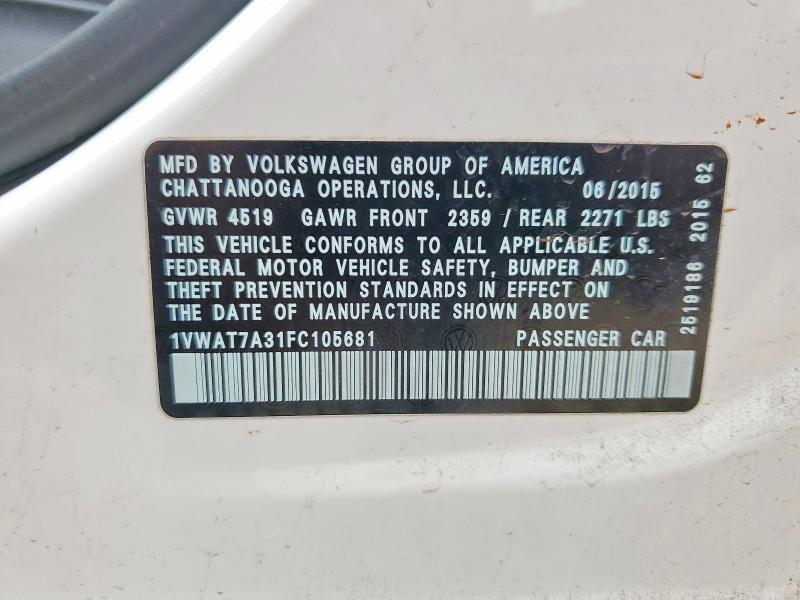 MFD BY VOLKSWAGEN GROUP OF AMERICA
CHATTANOOGA OPERATIONS, LLC. 06/2015
GVWR 4519 GAWR FRONT 2359 / REAR 2271 LBS
THIS VEHICLE CONFORMS TO ALL APPLICABLE U.S.
FEDERAL MOTOR VEHICLE SAFETY, BUMPER AND
THEFT PREVENTION STANDARDS IN EFFECT ON
THE DATE OF MANUFACTURE SHOWN ABOVE
1VWAT7A31FC105681 PASSENGER CAR
2519186 2015 62